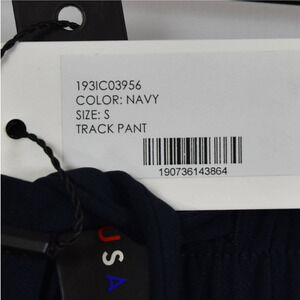 193IC03956
COLOR: NAVY
SIZE: S
TRACK PANT
190736143864
USA